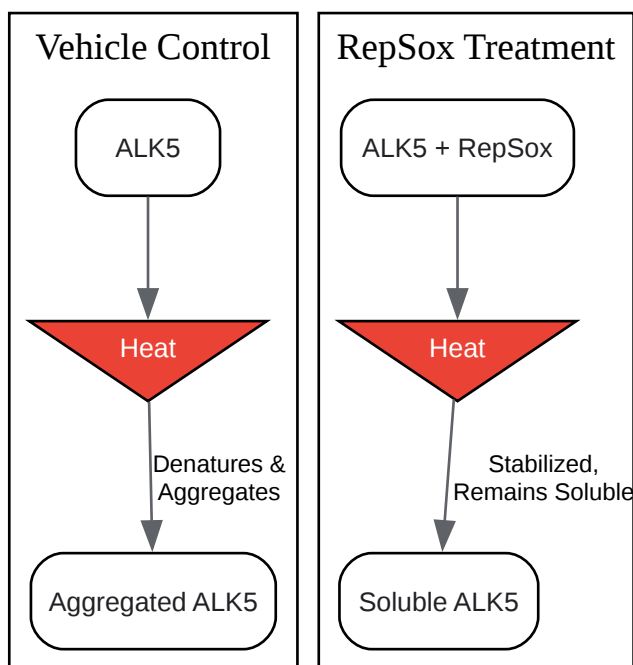 Vehicle Control
ALK5
Heat
Denatures &
Aggregates
Aggregated ALK5
RepSox Treatment
ALK5 + RepSox
Heat
Stabilized,
Remains Soluble
Soluble ALK5